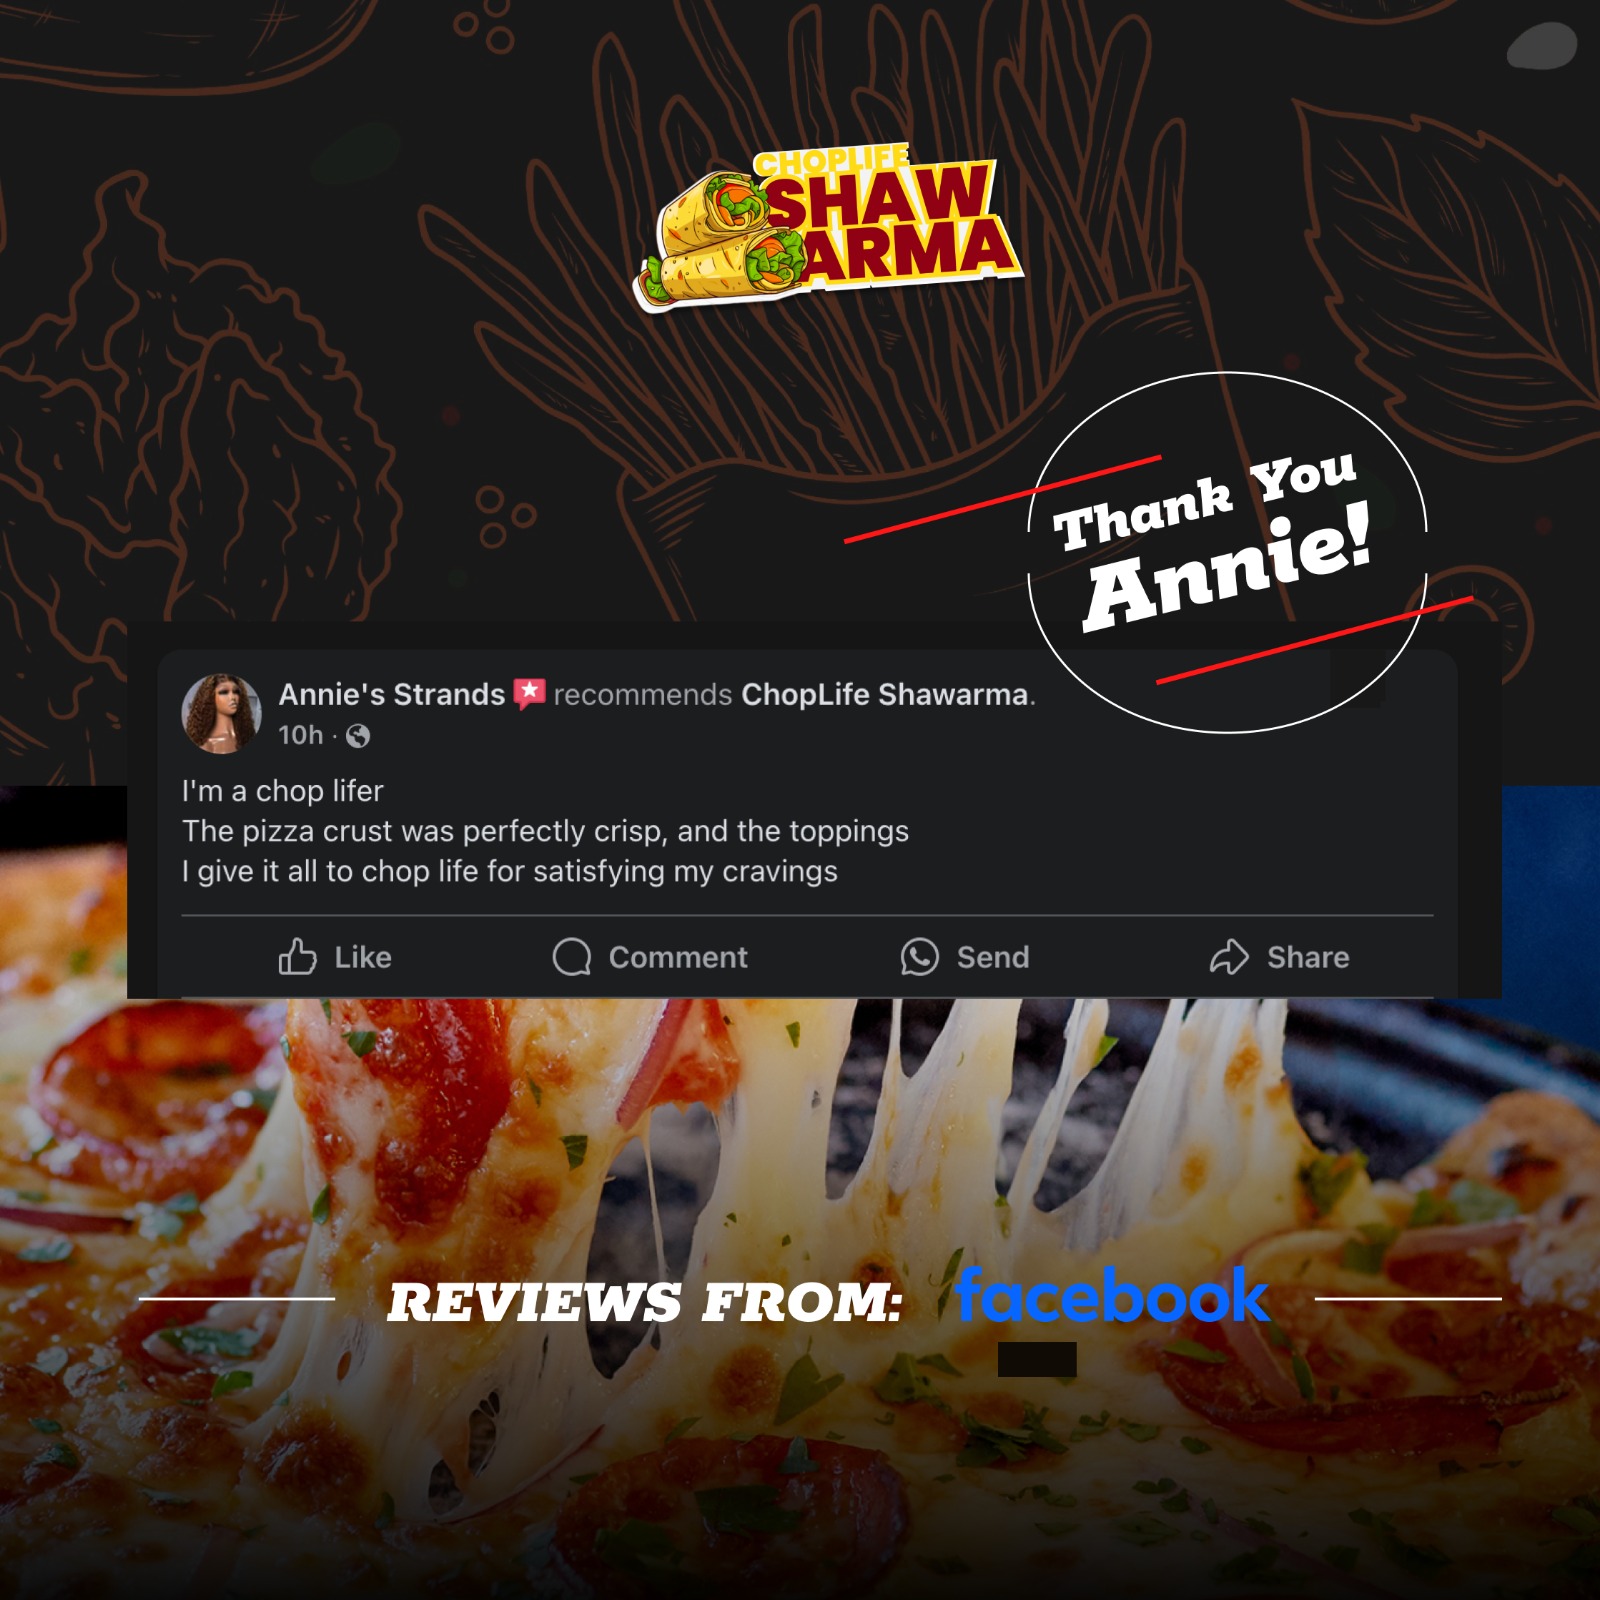 CHOPLIFE
SHAW
ARMA
Thank You
Annie!
Annie's Strands recommends ChopLife Shawarma.
10h ·
I'm a chop lifer
The pizza crust was perfectly crisp, and the toppings
I give it all to chop life for satisfying my cravings
Like Comment Send Share
REVIEWS FROM: facebook